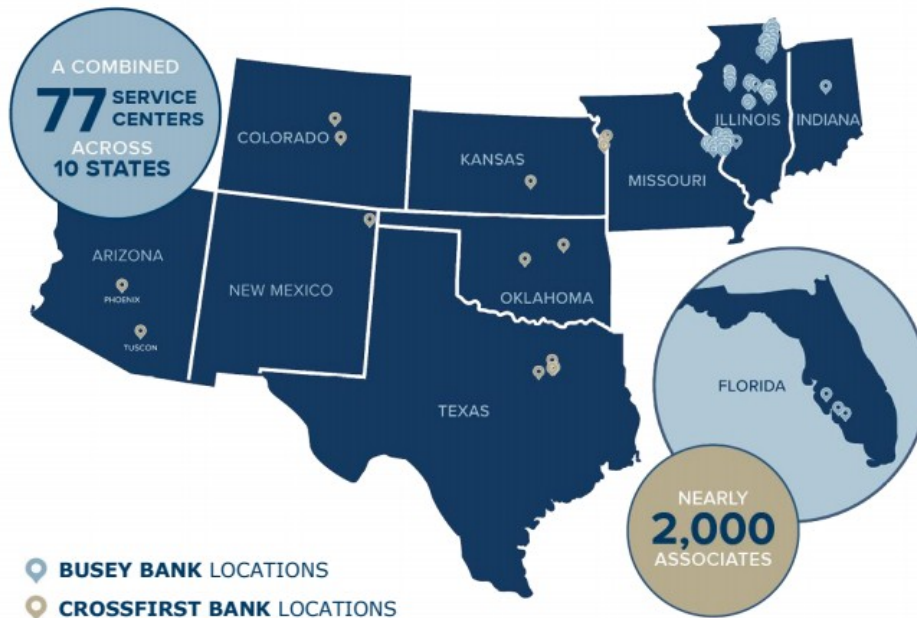 A COMBINED
77 SERVICE
CENTERS
ACROSS
10 STATES
COLORADO
KANSAS
MISSOURI
ILLINOIS
INDIANA
ARIZONA
PHOENIX
TUSCON
NEW MEXICO
OKLAHOMA
TEXAS
FLORIDA
NEARLY
2,000
ASSOCIATES
BUSEY BANK LOCATIONS
CROSSFIRST BANK LOCATIONS